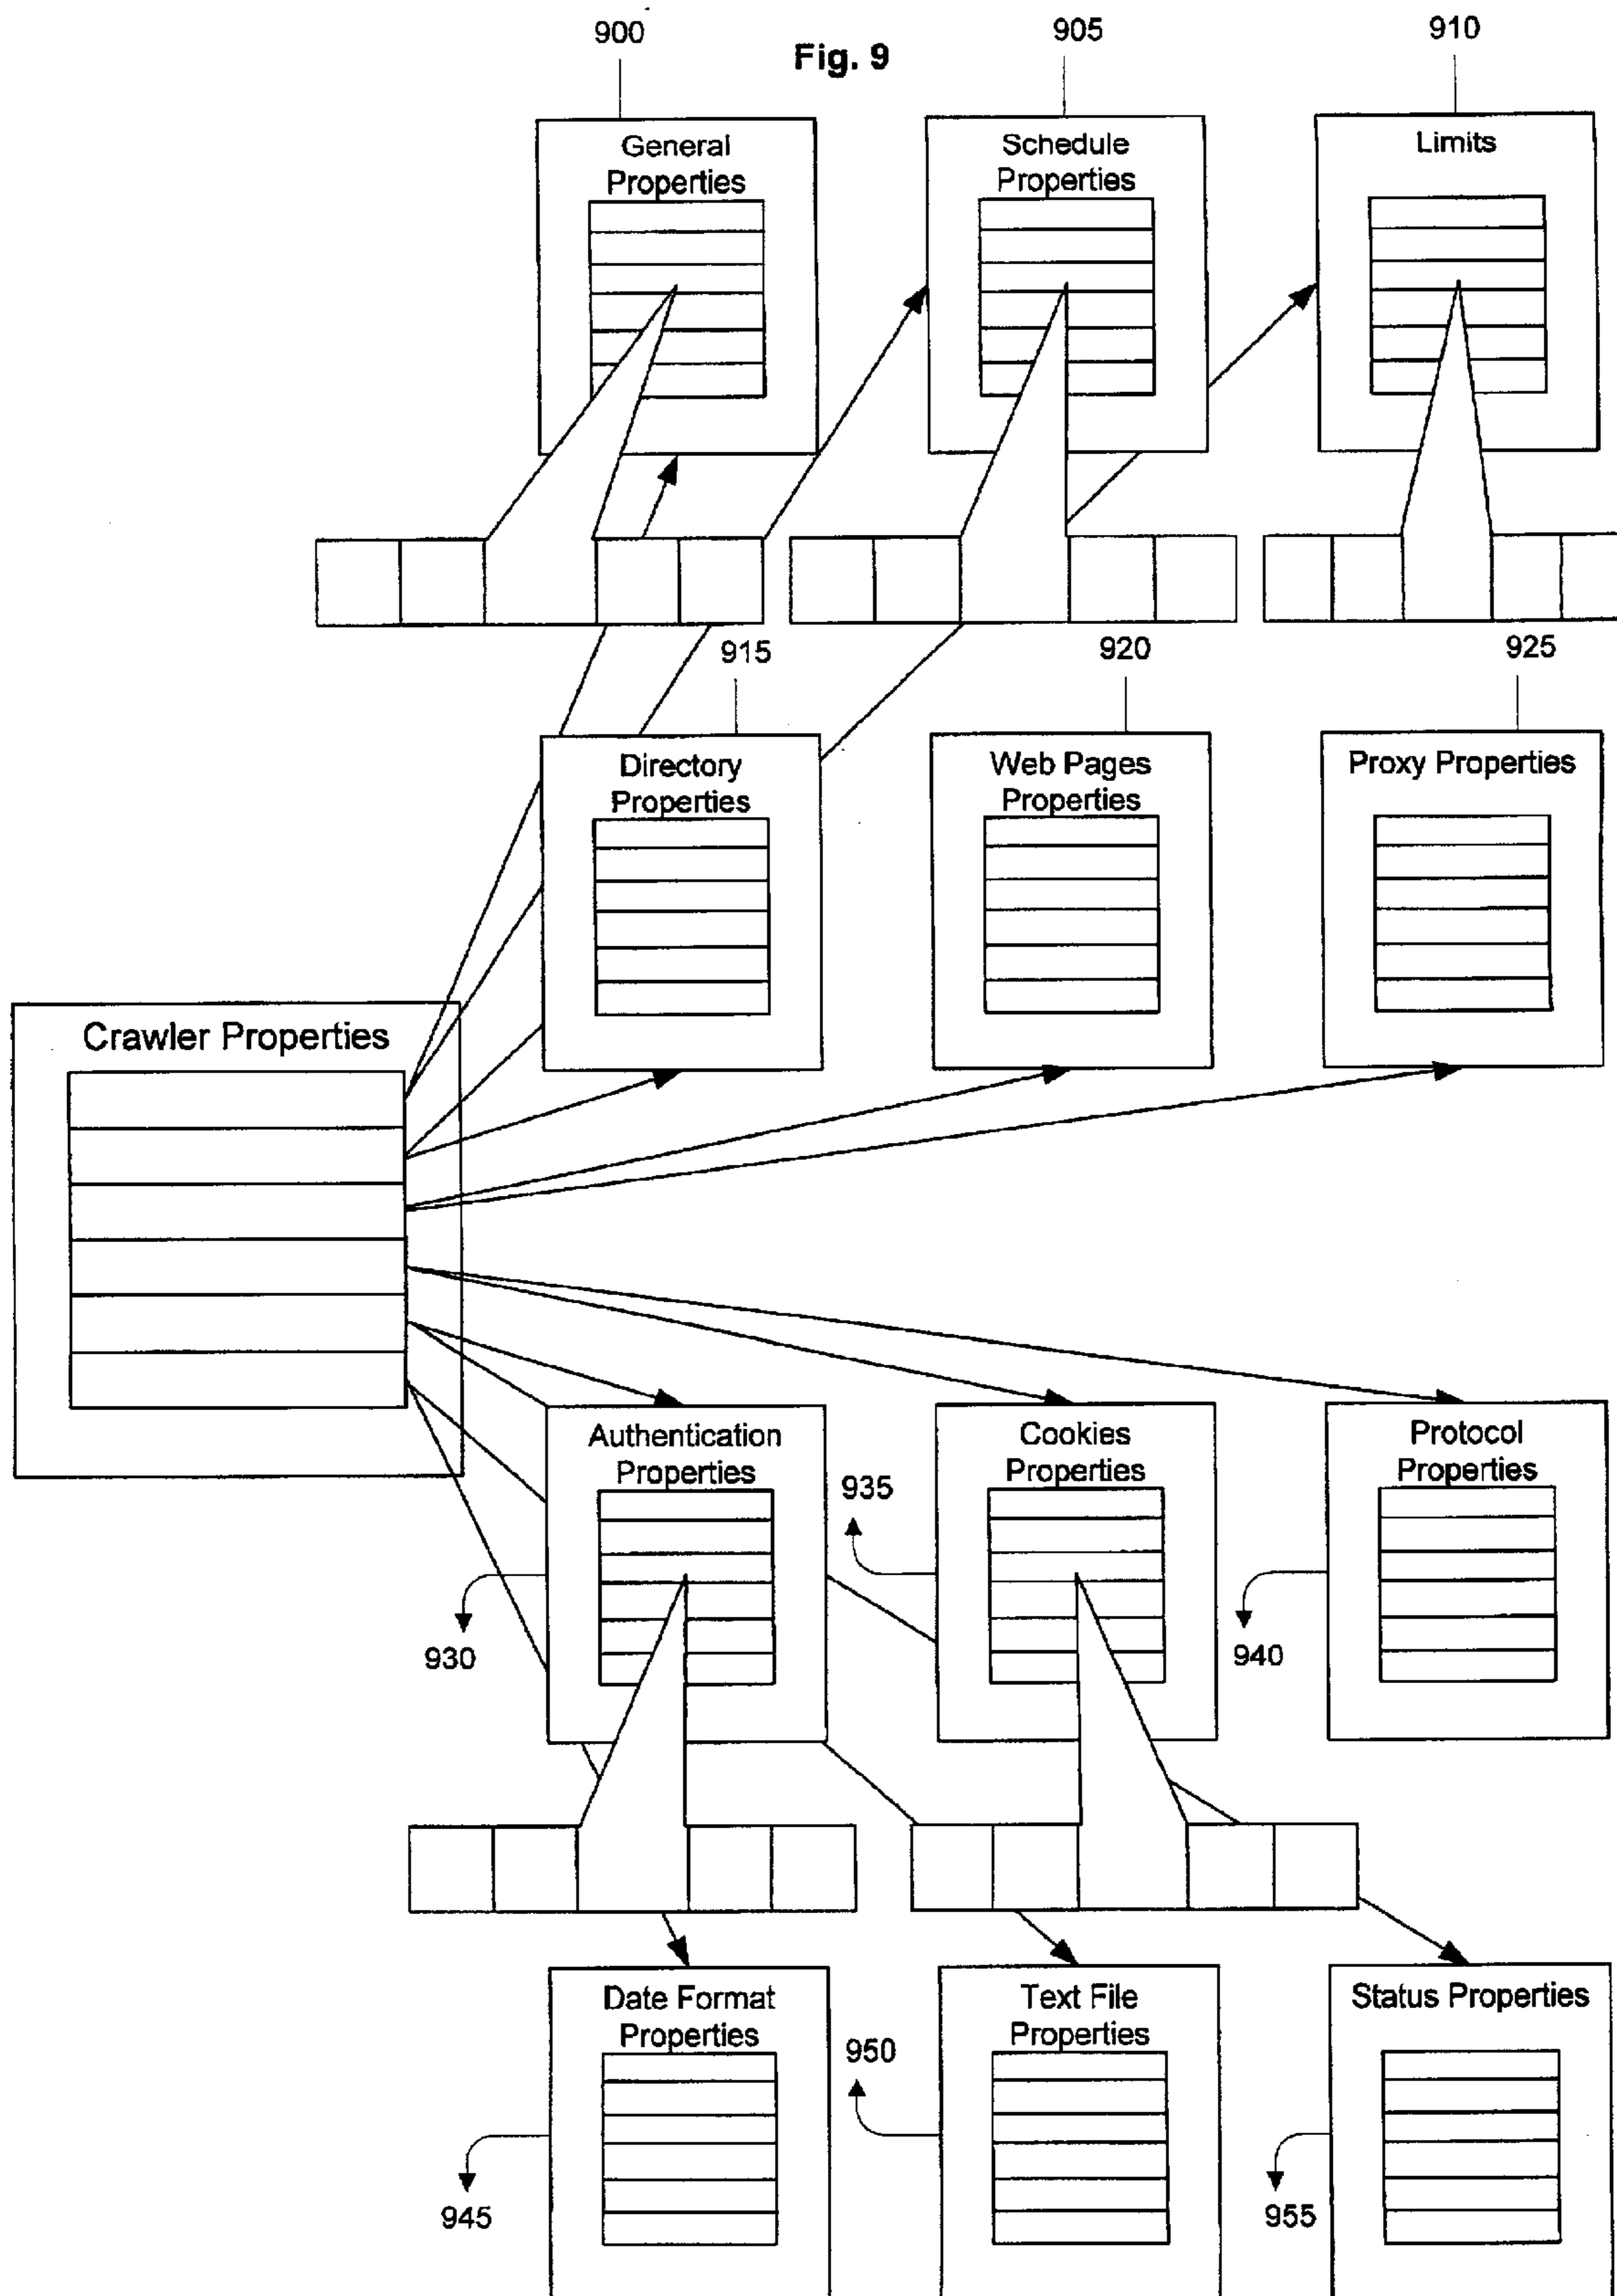 900
Fig. 9
905
910
General
Properties
Schedule
Properties
Limits
915
920
925
Directory
Properties
Web Pages
Properties
Proxy Properties
Crawler Properties
Authentication
Properties
Cookies
Properties
Protocol
Properties
935
930
940
Date Format
Properties
Text File
Properties
Status Properties
950
945
955